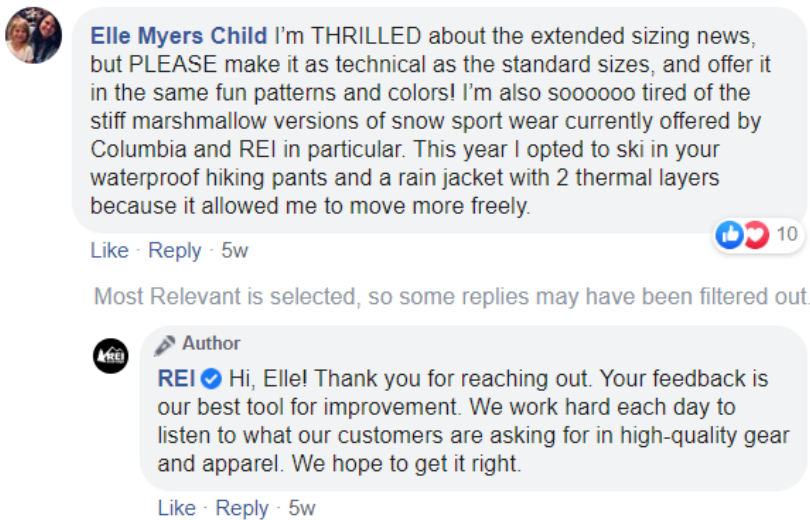 Elle Myers Child I’m THRILLED about the extended sizing news,
but PLEASE make it as technical as the standard sizes, and offer it
in the same fun patterns and colors! I’m also soooooo tired of the
stiff marshmallow versions of snow sport wear currently offered by
Columbia and REI in particular. This year I opted to ski in your
waterproof hiking pants and a rain jacket with 2 thermal layers
because it allowed me to move more freely.
10
Like · Reply · 5w
Most Relevant is selected, so some replies may have been filtered out.
REI
Author
REI Hi, Elle! Thank you for reaching out. Your feedback is
our best tool for improvement. We work hard each day to
listen to what our customers are asking for in high-quality gear
and apparel. We hope to get it right.
Like · Reply · 5w